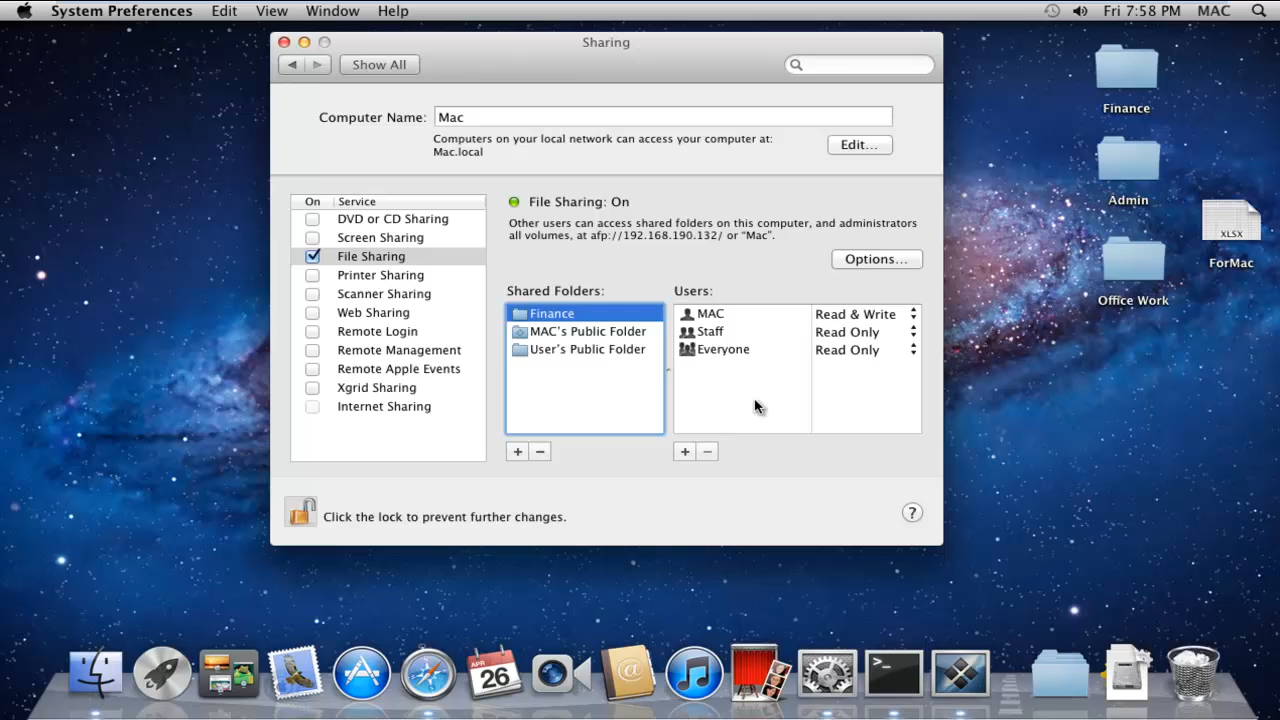 System Preferences Edit View Window Help Fri 7:58 PM MAC
Sharing
Show All
Computer Name: Mac
Computers on your local network can access your computer at:
Mac.local
Edit...
On Service
DVD or CD Sharing
Screen Sharing
File Sharing
Printer Sharing
Scanner Sharing
Web Sharing
Remote Login
Remote Management
Remote Apple Events
Xgrid Sharing
Internet Sharing
File Sharing: On
Other users can access shared folders on this computer, and administrators
all volumes, at afp://192.168.190.132/ or “Mac”.
Options...
Shared Folders:
Finance
MAC’s Public Folder
User’s Public Folder
Users:
MAC Read & Write
Staff Read Only
Everyone Read Only
+ −
+ −
Click the lock to prevent further changes.
?
Finance
Admin
XLSX
ForMac
Office Work
APR
26
@
>_